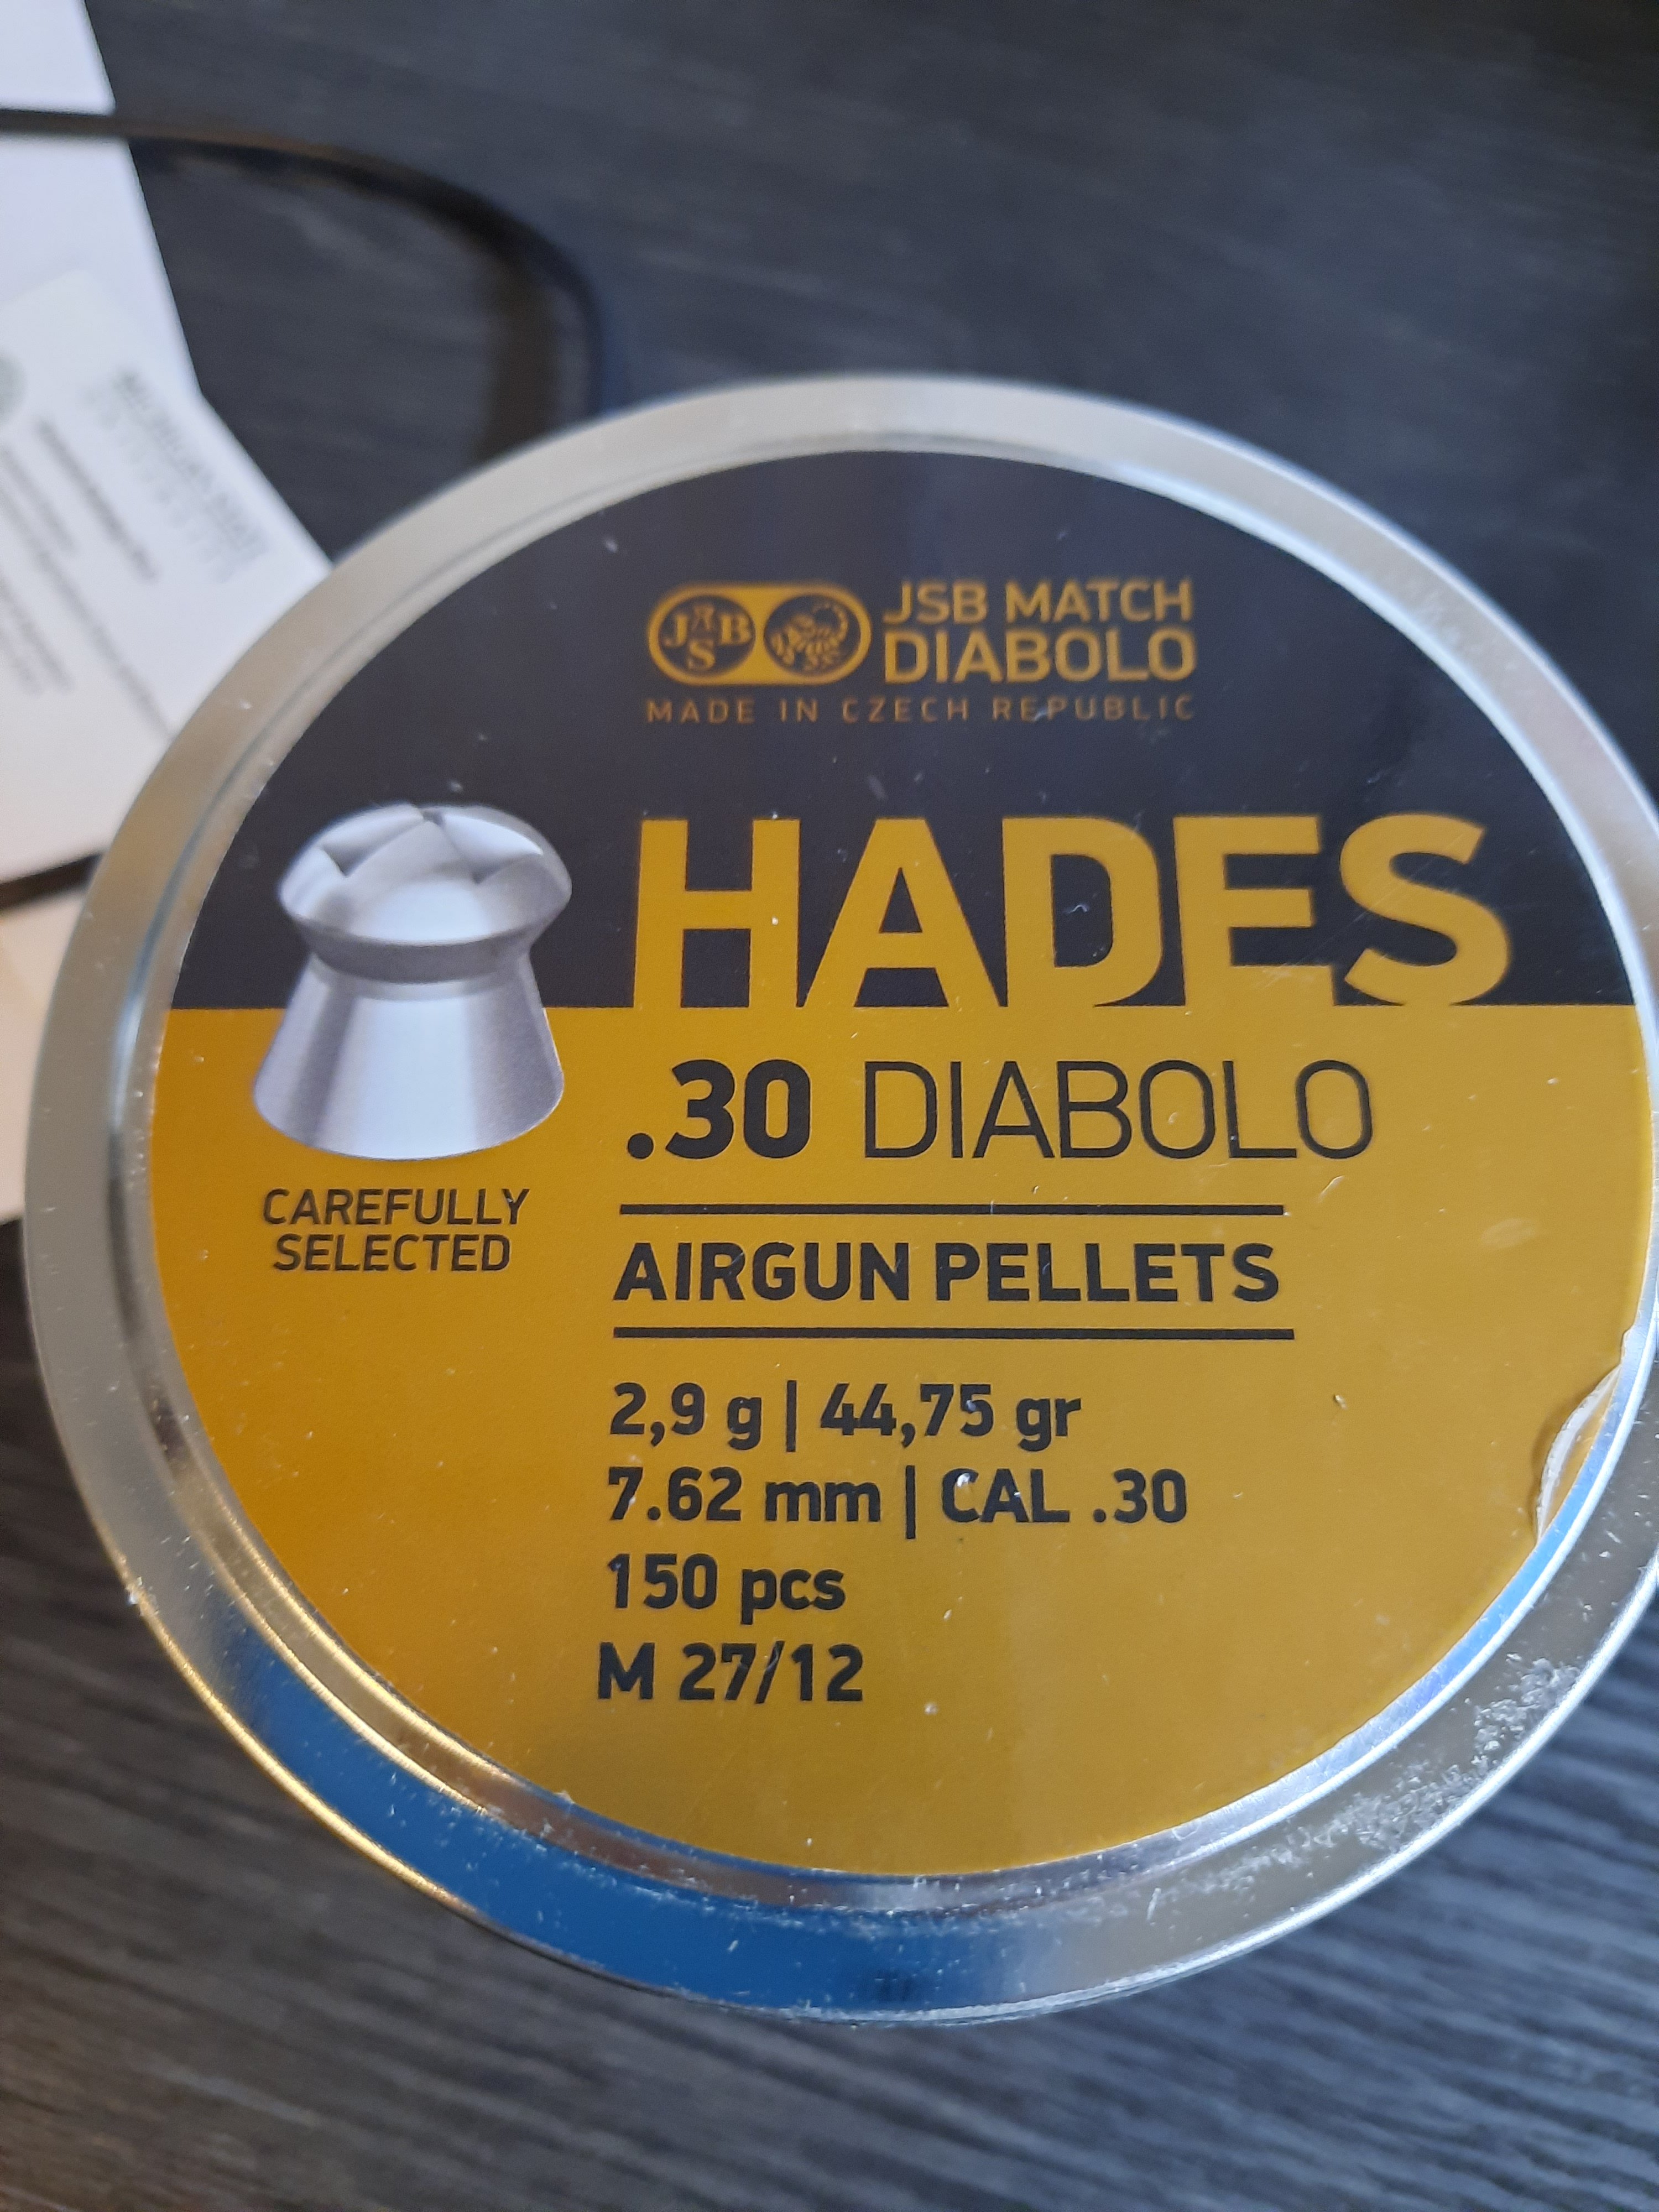 JSB
JSB MATCH
DIABOLO
MADE IN CZECH REPUBLIC
HADES
.30 DIABOLO
CAREFULLY
SELECTED
AIRGUN PELLETS
2,9 g | 44,75 gr
7.62 mm | CAL .30
150 pcs
M 27/12